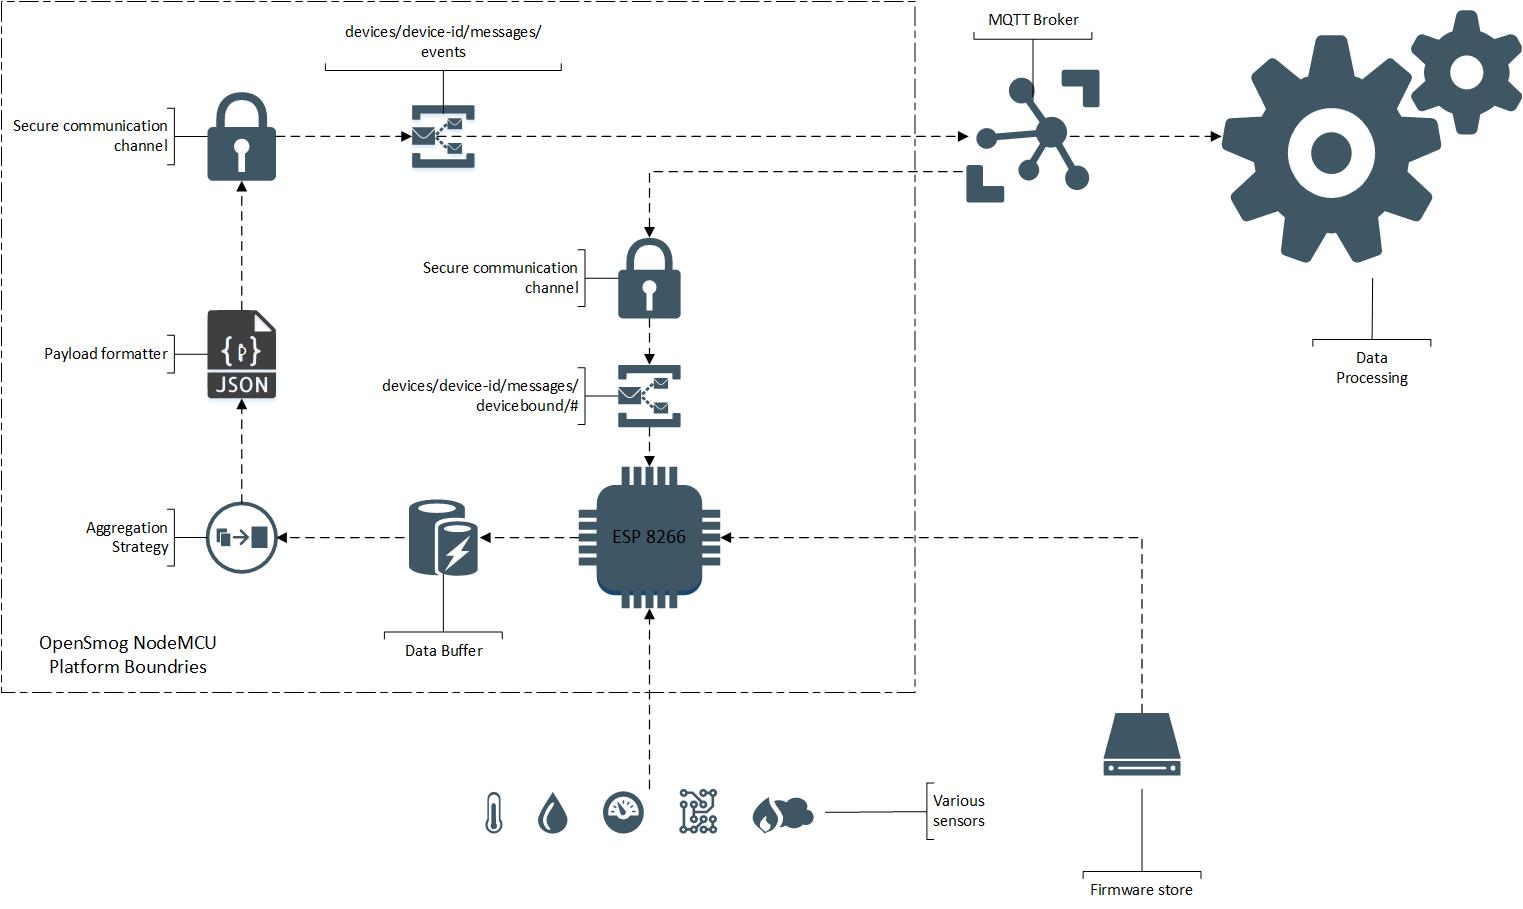 MQTT Broker
devices/device-id/messages/
events
Secure communication
channel
Secure communication
channel
Payload formatter
{p}
JSON
devices/device-id/messages/
devicebound/#
Data
Processing
Aggregation
Strategy
ESP 8266
OpenSmog NodeMCU
Platform Boundries
Data Buffer
Various
sensors
Firmware store